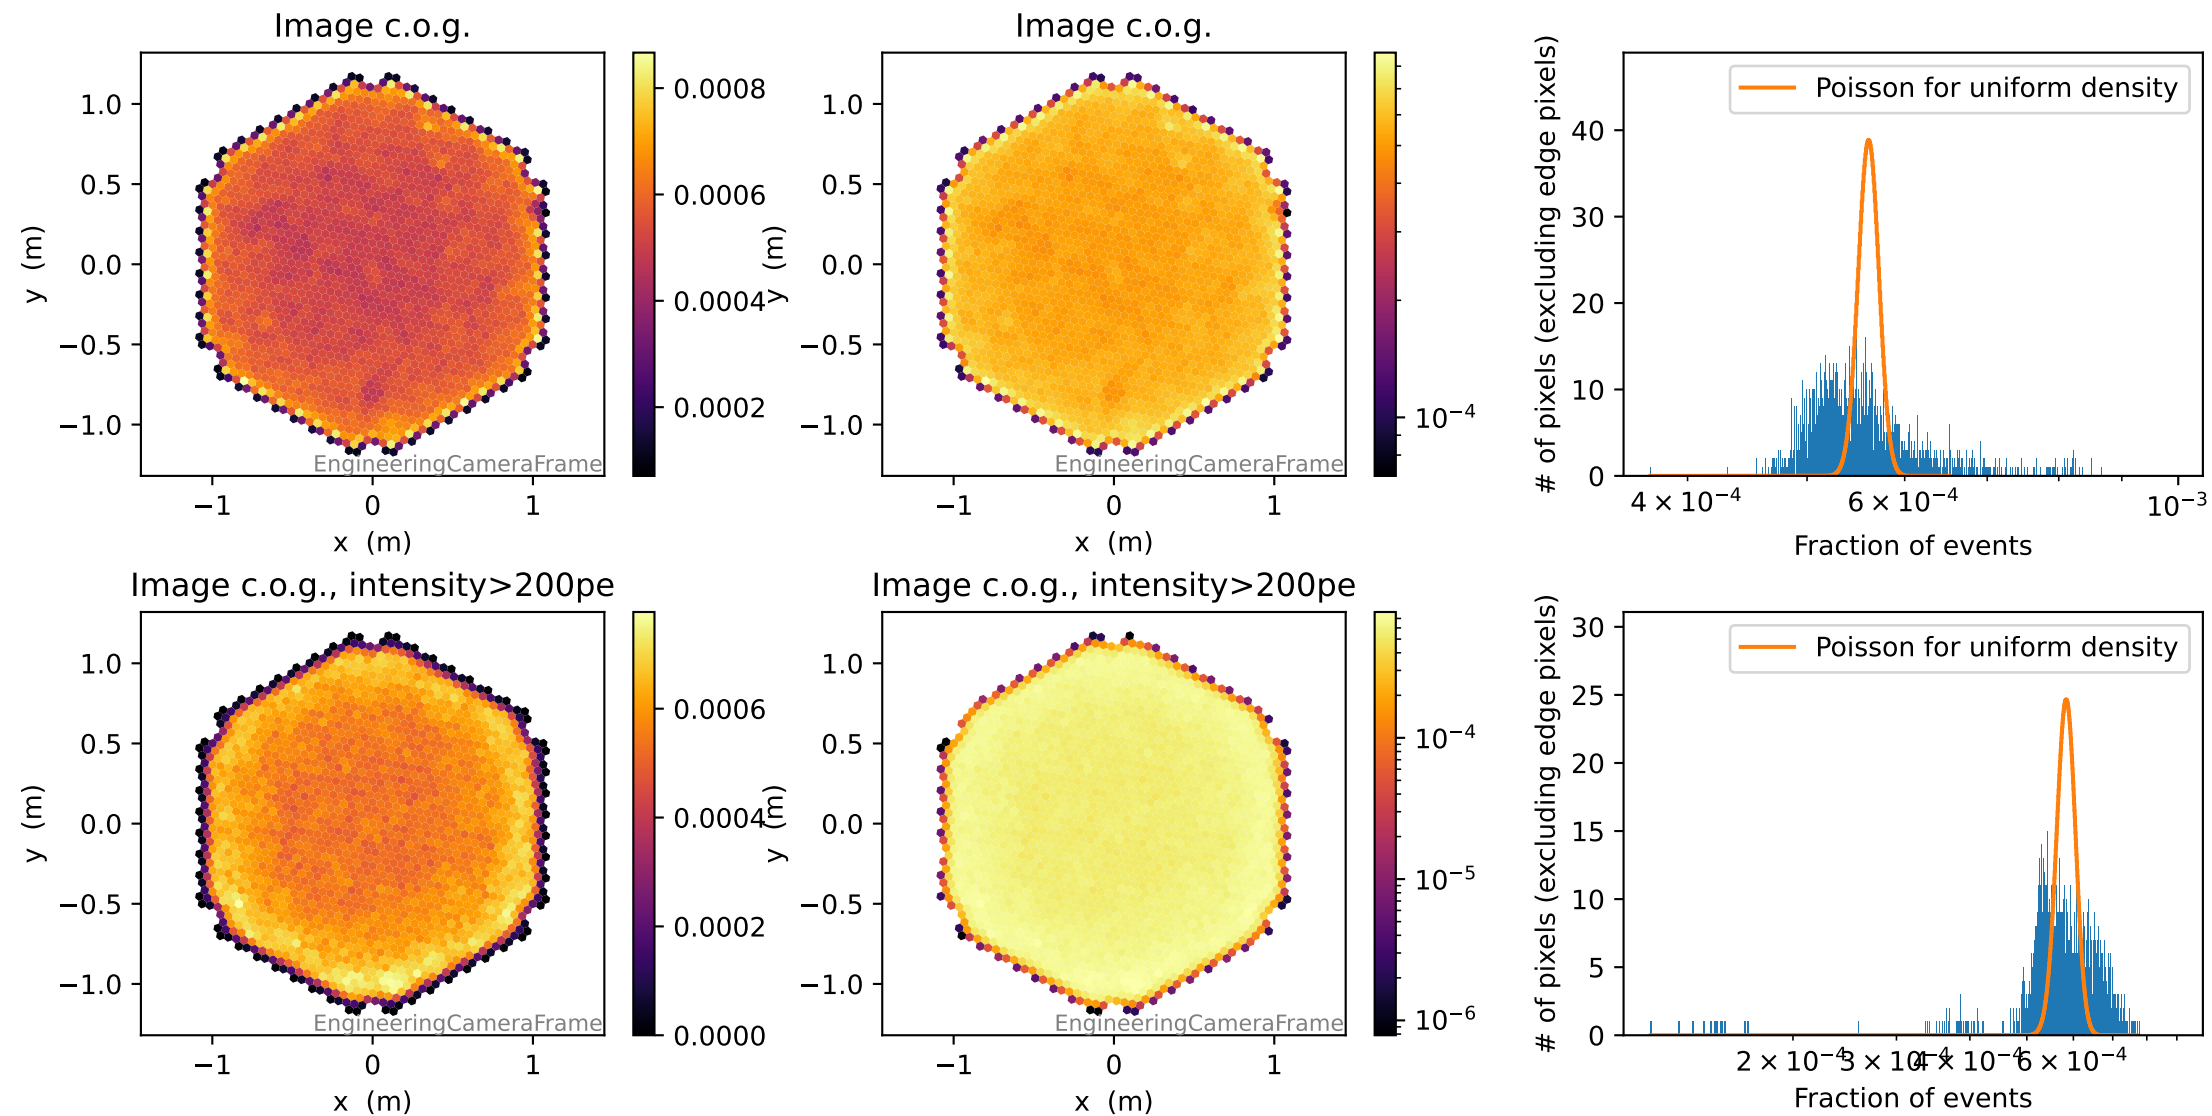 Image c.o.g.
1.0
0.5
0.0
−0.5
−1.0
y (m)
−1
0
1
x (m)
EngineeringCameraFrame
0.0008
0.0006
0.0004
0.0002
Image c.o.g.
1.0
0.5
0.0
−0.5
−1.0
y (m)
−1
0
1
x (m)
EngineeringCameraFrame
10⁻⁴
# of pixels (excluding edge pixels)
40
30
20
10
0
Poisson for uniform density
4 × 10⁻⁴
6 × 10⁻⁴
10⁻³
Fraction of events
Image c.o.g., intensity>200pe
1.0
0.5
0.0
−0.5
−1.0
y (m)
−1
0
1
x (m)
EngineeringCameraFrame
0.0006
0.0004
0.0002
0.0000
Image c.o.g., intensity>200pe
1.0
0.5
0.0
−0.5
−1.0
y (m)
−1
0
1
x (m)
EngineeringCameraFrame
10⁻⁴
10⁻⁵
10⁻⁶
# of pixels (excluding edge pixels)
30
25
20
15
10
5
0
Poisson for uniform density
2 × 10⁻⁴
3 × 10⁻⁴
4 × 10⁻⁴
6 × 10⁻⁴
Fraction of events